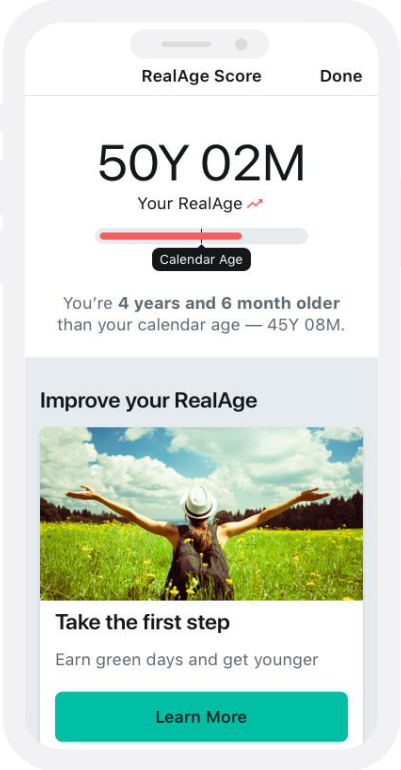 RealAge Score Done
50Y 02M
Your RealAge
Calendar Age
You're 4 years and 6 month older
than your calendar age — 45Y 08M.
Improve your RealAge
Take the first step
Earn green days and get younger
Learn More